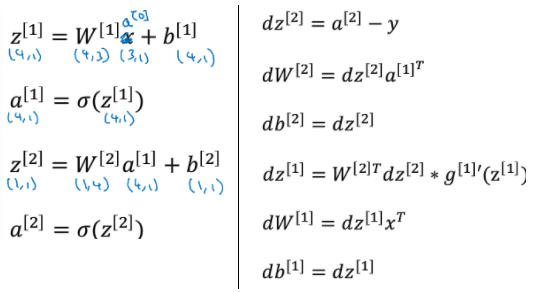 a^[0]
z^[1] = W^[1]x + b^[1]
(4,1) (4,3) (3,1) (4,1)
a^[1] = σ(z^[1])
(4,1) (4,1)
z^[2] = W^[2]a^[1] + b^[2]
(1,1) (1,4) (4,1) (1,1)
a^[2] = σ(z^[2])
dz^[2] = a^[2] − y
dW^[2] = dz^[2]a^[1]^T
db^[2] = dz^[2]
dz^[1] = W^[2]T dz^[2] * g^[1]′(z^[1])
dW^[1] = dz^[1]x^T
db^[1] = dz^[1]